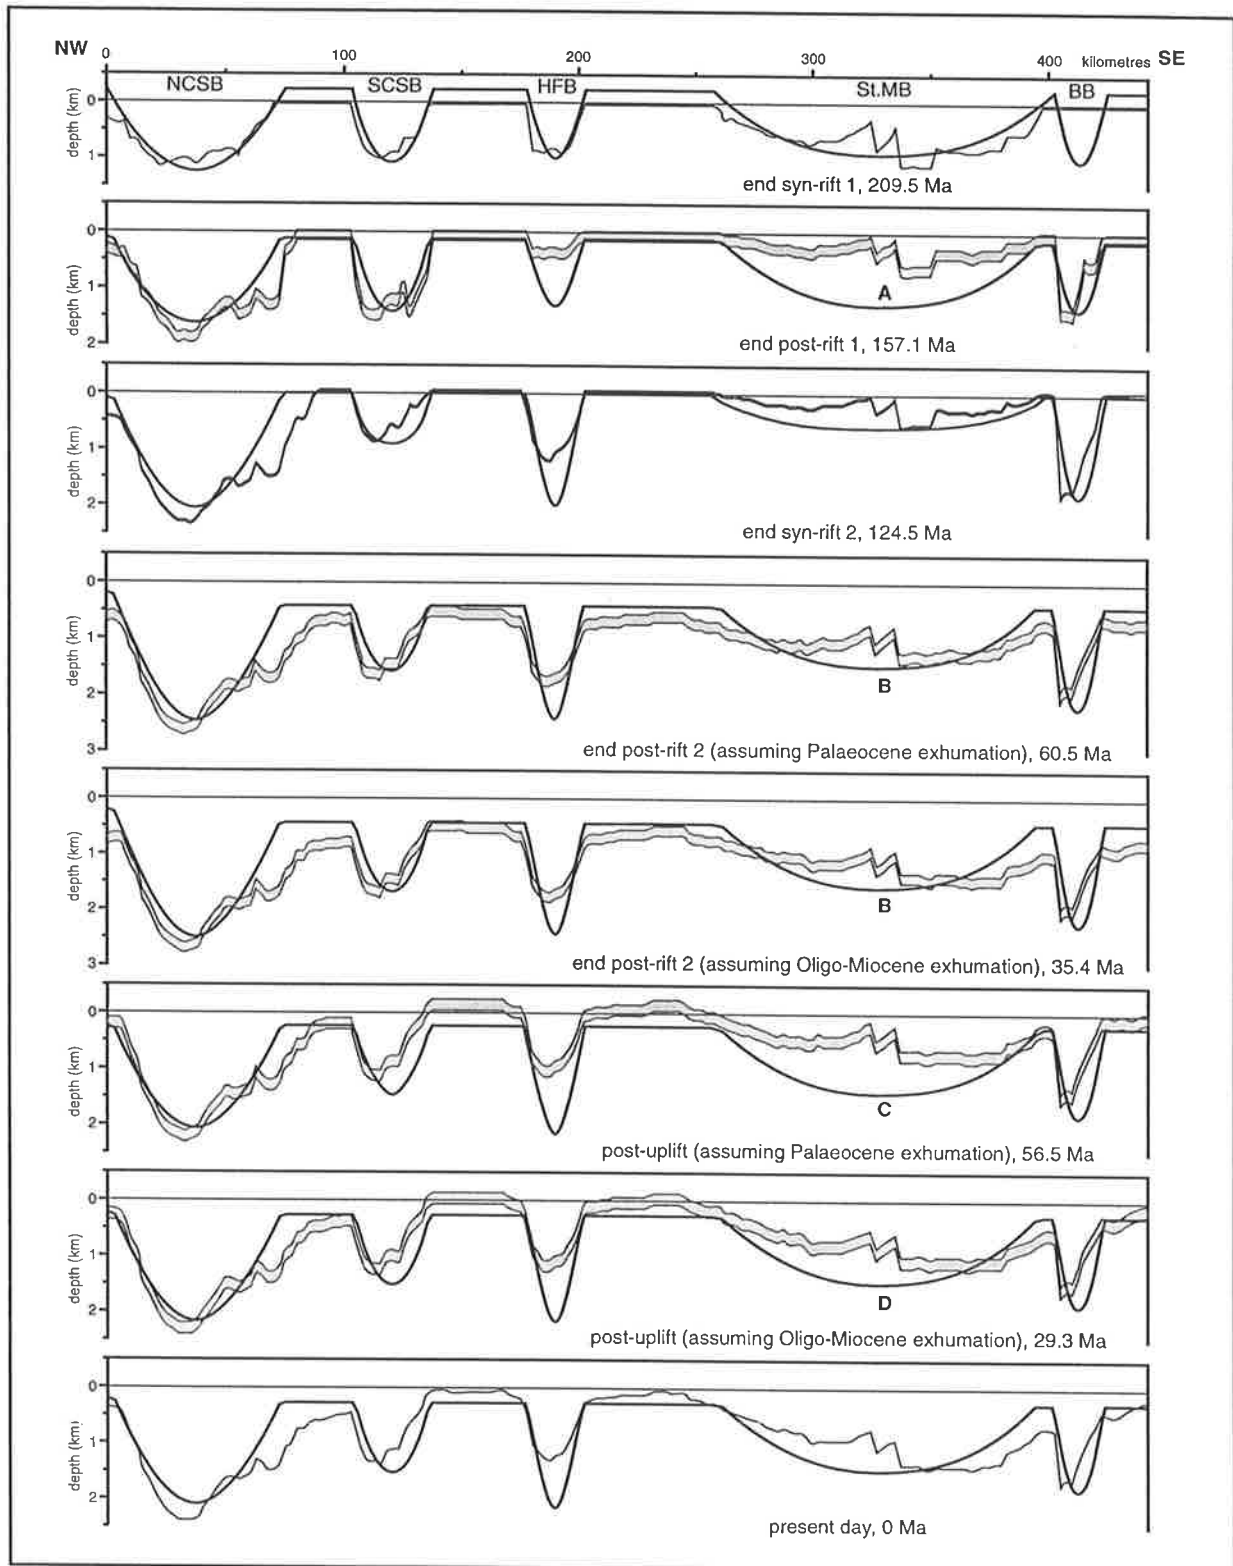 NW 0 100 200 300 400 kilometres SE
NCSB SCSB HFB St.MB BB
0
depth (km)
1
end syn-rift 1, 209.5 Ma
0
depth (km)
1
A
2
end post-rift 1, 157.1 Ma
0
depth (km)
1
2
end syn-rift 2, 124.5 Ma
0
depth (km)
1
B
2
3
end post-rift 2 (assuming Palaeocene exhumation), 60.5 Ma
0
depth (km)
1
2
B
3
end post-rift 2 (assuming Oligo-Miocene exhumation), 35.4 Ma
0
depth (km)
1
C
2
post-uplift (assuming Palaeocene exhumation), 56.5 Ma
0
depth (km)
1
D
2
post-uplift (assuming Oligo-Miocene exhumation), 29.3 Ma
0
depth (km)
1
2
present day, 0 Ma